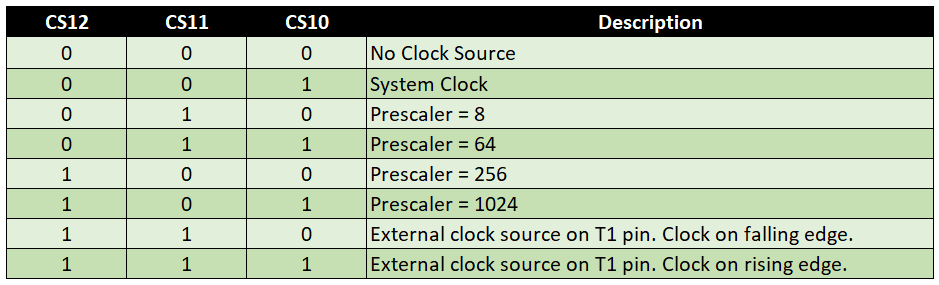 CS12 CS11 CS10 Description
0 0 0 No Clock Source
0 0 1 System Clock
0 1 0 Prescaler = 8
0 1 1 Prescaler = 64
1 0 0 Prescaler = 256
1 0 1 Prescaler = 1024
1 1 0 External clock source on T1 pin. Clock on falling edge.
1 1 1 External clock source on T1 pin. Clock on rising edge.